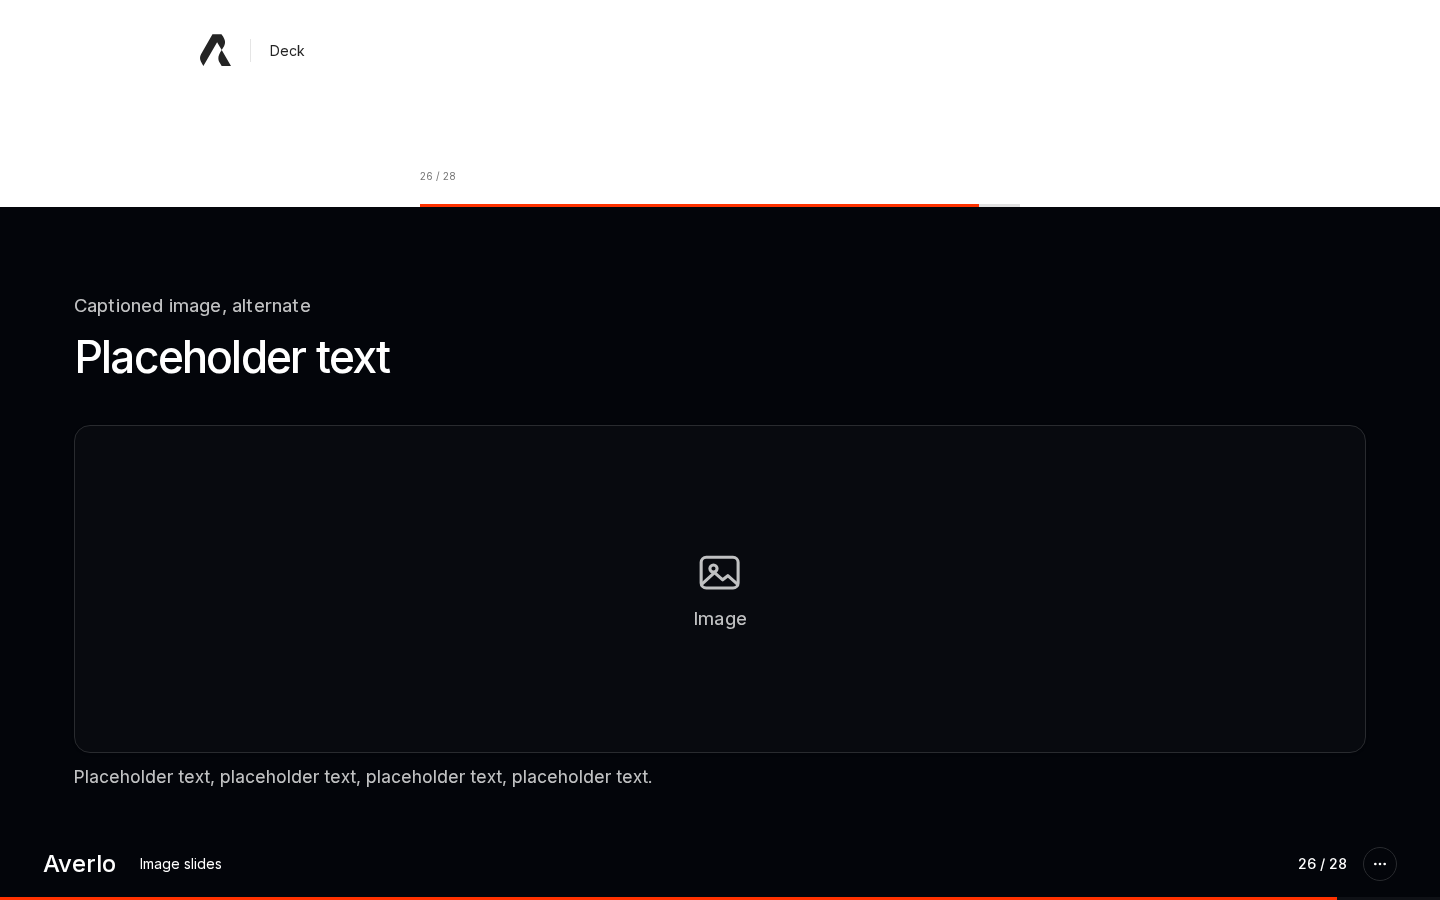 Deck
26 / 28
Captioned image, alternate
Placeholder text
Image
Placeholder text, placeholder text, placeholder text, placeholder text.
Averlo
Image slides
26 / 28